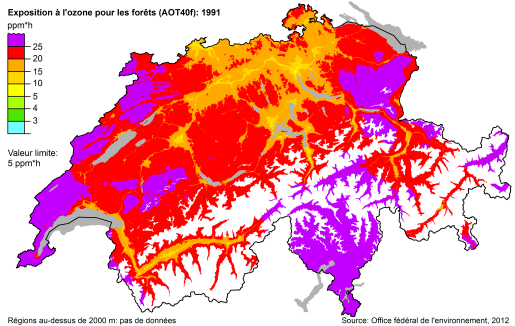 Exposition à l'ozone pour les forêts (AOT40f): 1991
ppm*h
25
20
15
10
5
4
3
Valeur limite:
5 ppm*h
Régions au-dessus de 2000 m: pas de données
Source: Office fédéral de l'environnement, 2012